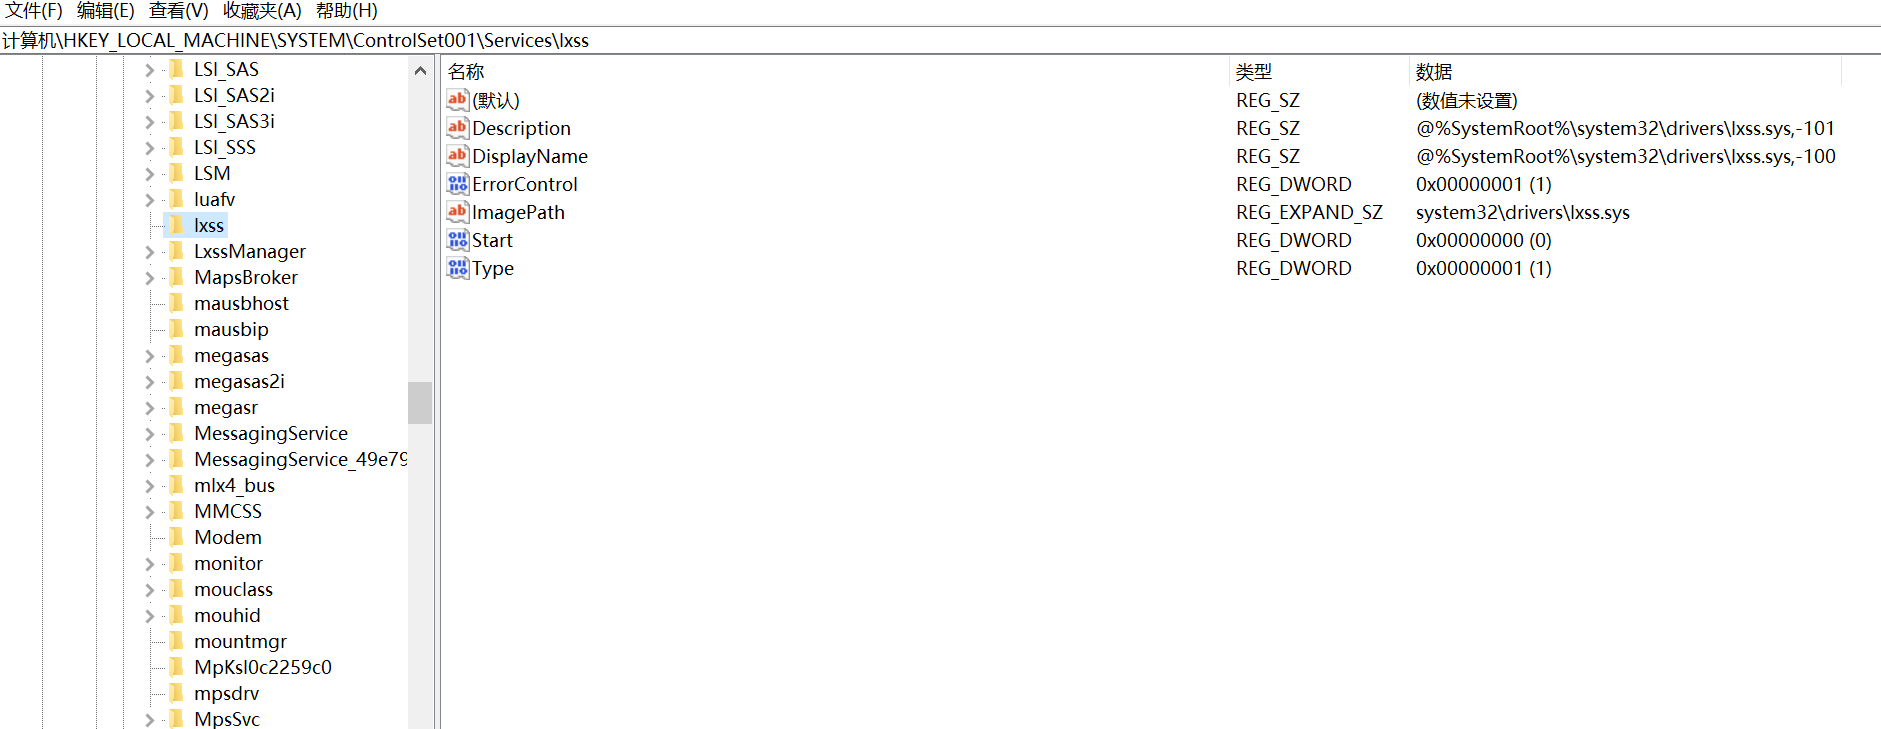 文件(F) 编辑(E) 查看(V) 收藏夹(A) 帮助(H)
计算机\HKEY_LOCAL_MACHINE\SYSTEM\ControlSet001\Services\lxss
LSI_SAS
LSI_SAS2i
LSI_SAS3i
LSI_SSS
LSM
luafv
lxss
LxssManager
MapsBroker
mausbhost
mausbip
megasas
megasas2i
megasr
MessagingService
MessagingService_49e79
mlx4_bus
MMCSS
Modem
monitor
mouclass
mouhid
mountmgr
MpKsl0c2259c0
mpsdrv
MpsSvc
名称 类型 数据
(默认) REG_SZ (数值未设置)
Description REG_SZ @%SystemRoot%\system32\drivers\lxss.sys,-101
DisplayName REG_SZ @%SystemRoot%\system32\drivers\lxss.sys,-100
ErrorControl REG_DWORD 0x00000001 (1)
ImagePath REG_EXPAND_SZ system32\drivers\lxss.sys
Start REG_DWORD 0x00000000 (0)
Type REG_DWORD 0x00000001 (1)